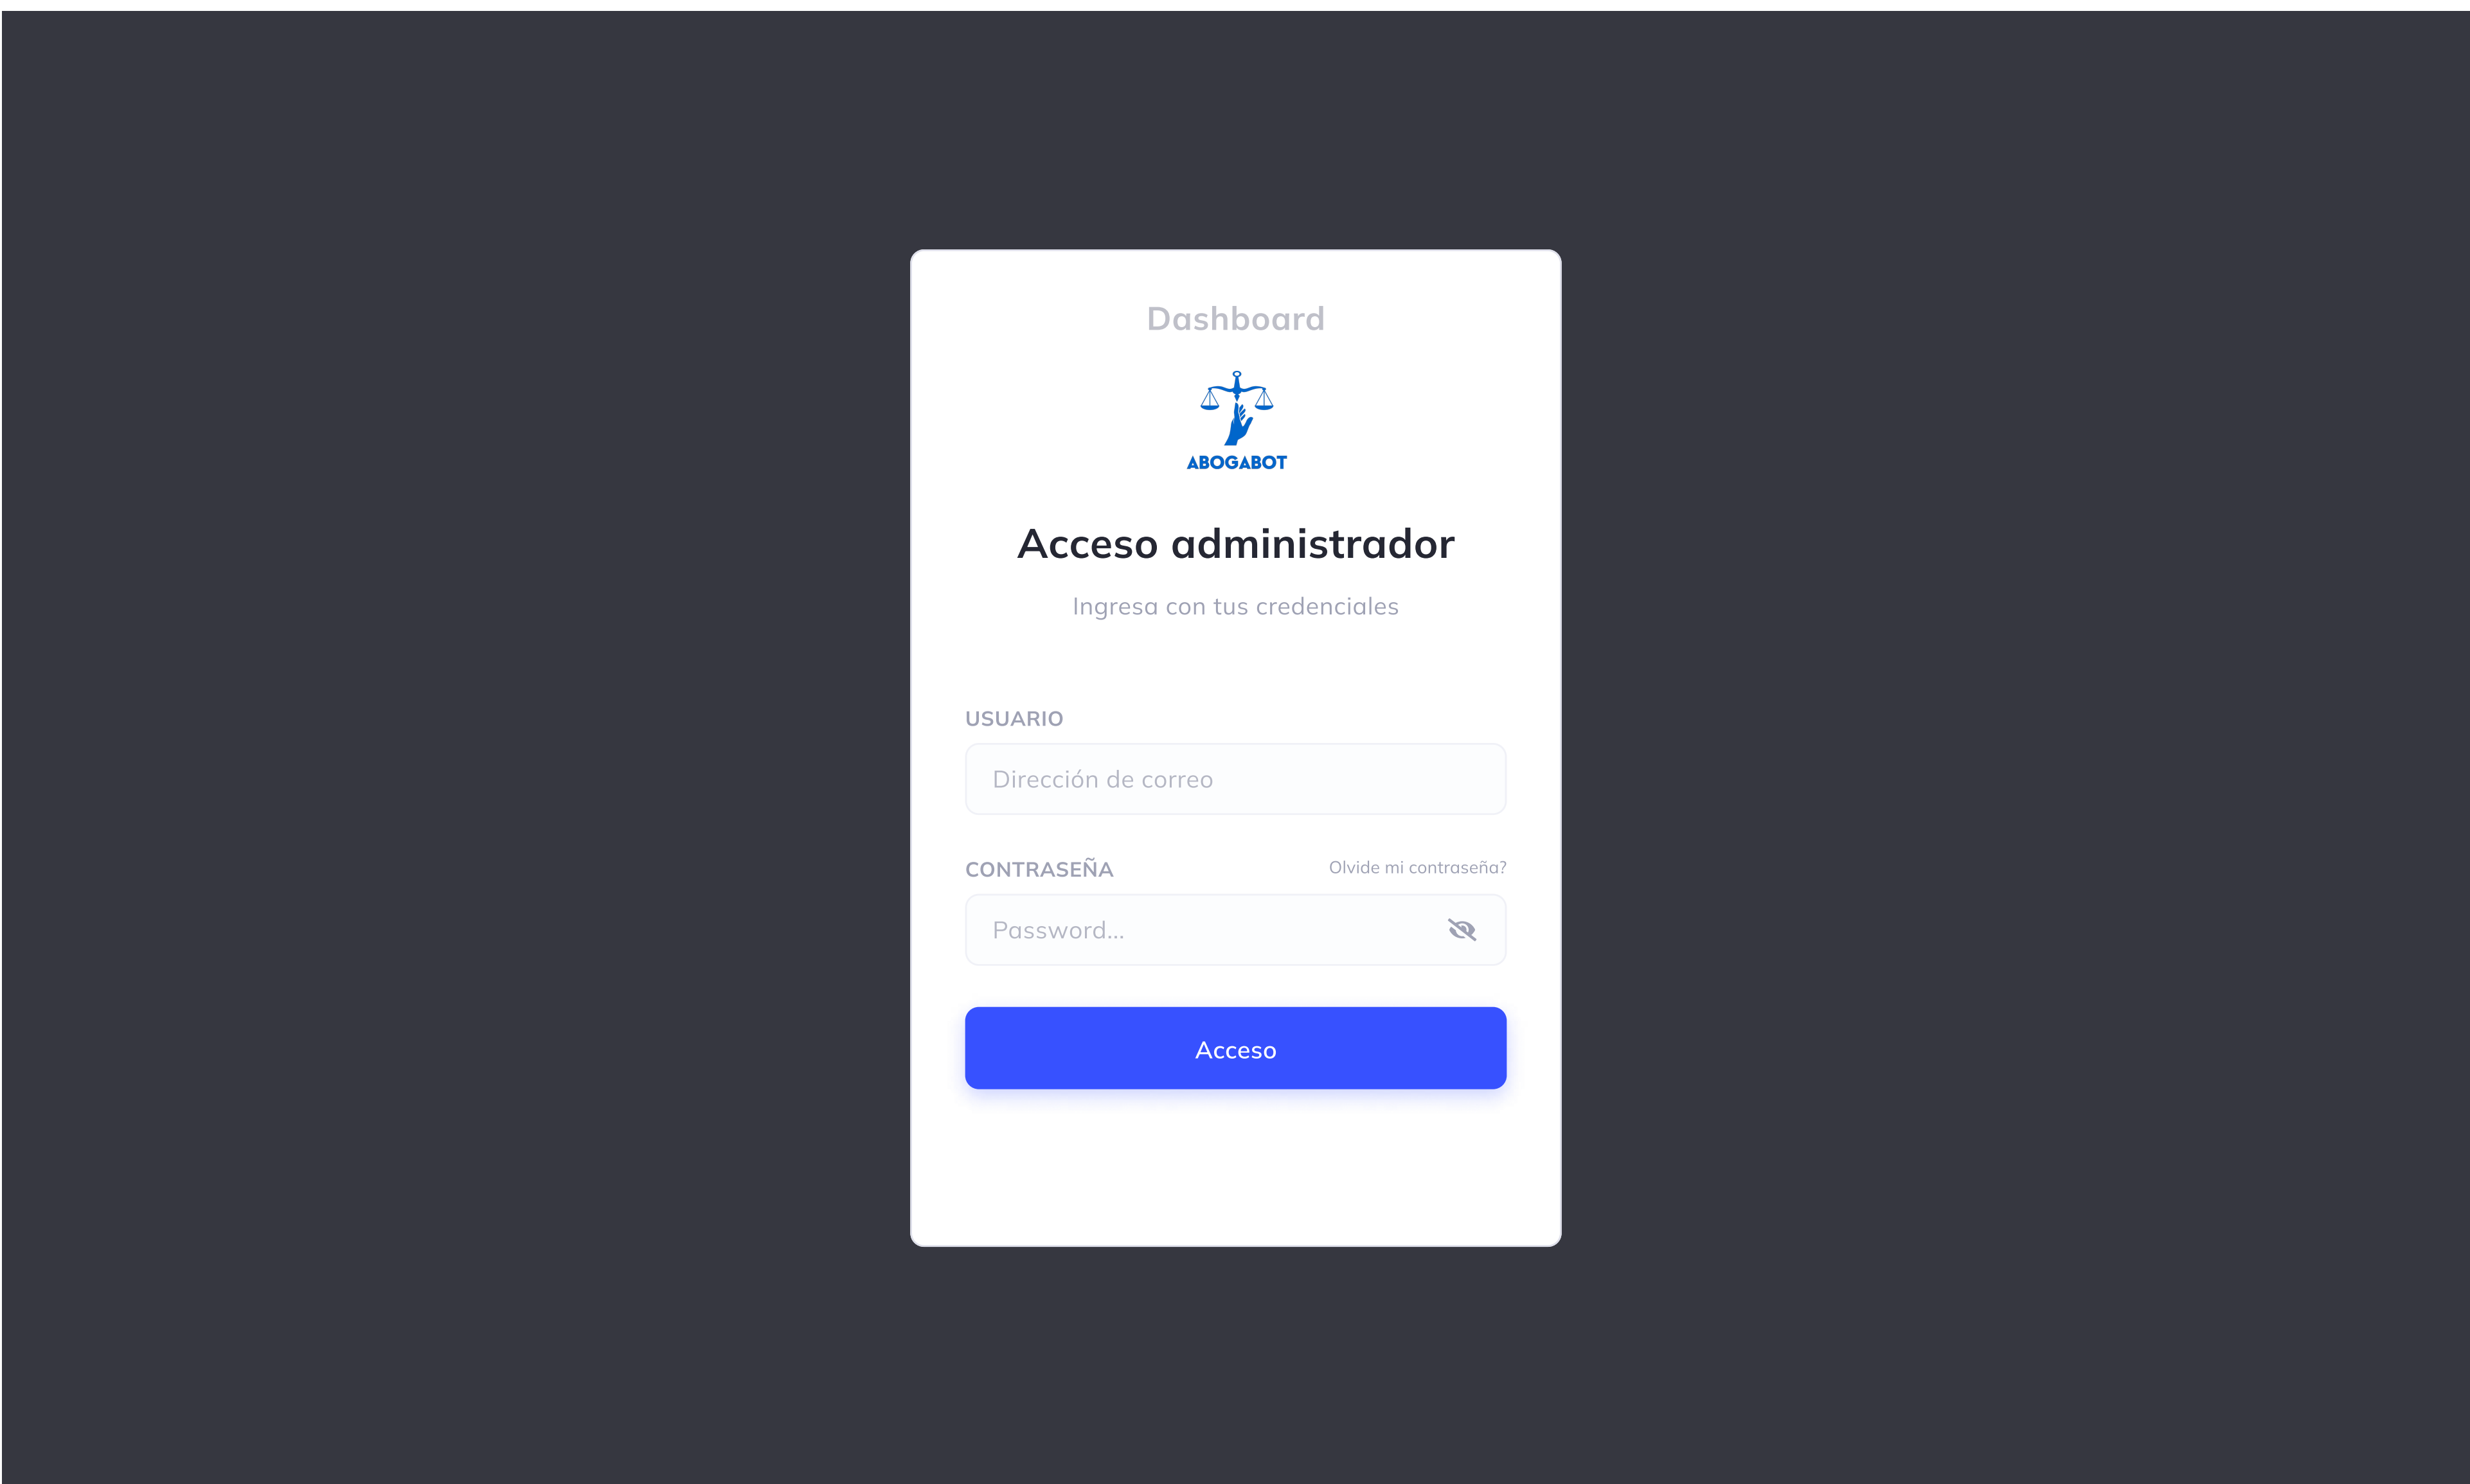 Dashboard
ABOGABOT
Acceso administrador
Ingresa con tus credenciales
USUARIO
Dirección de correo
CONTRASEÑA
Olvide mi contraseña?
Password...
Acceso